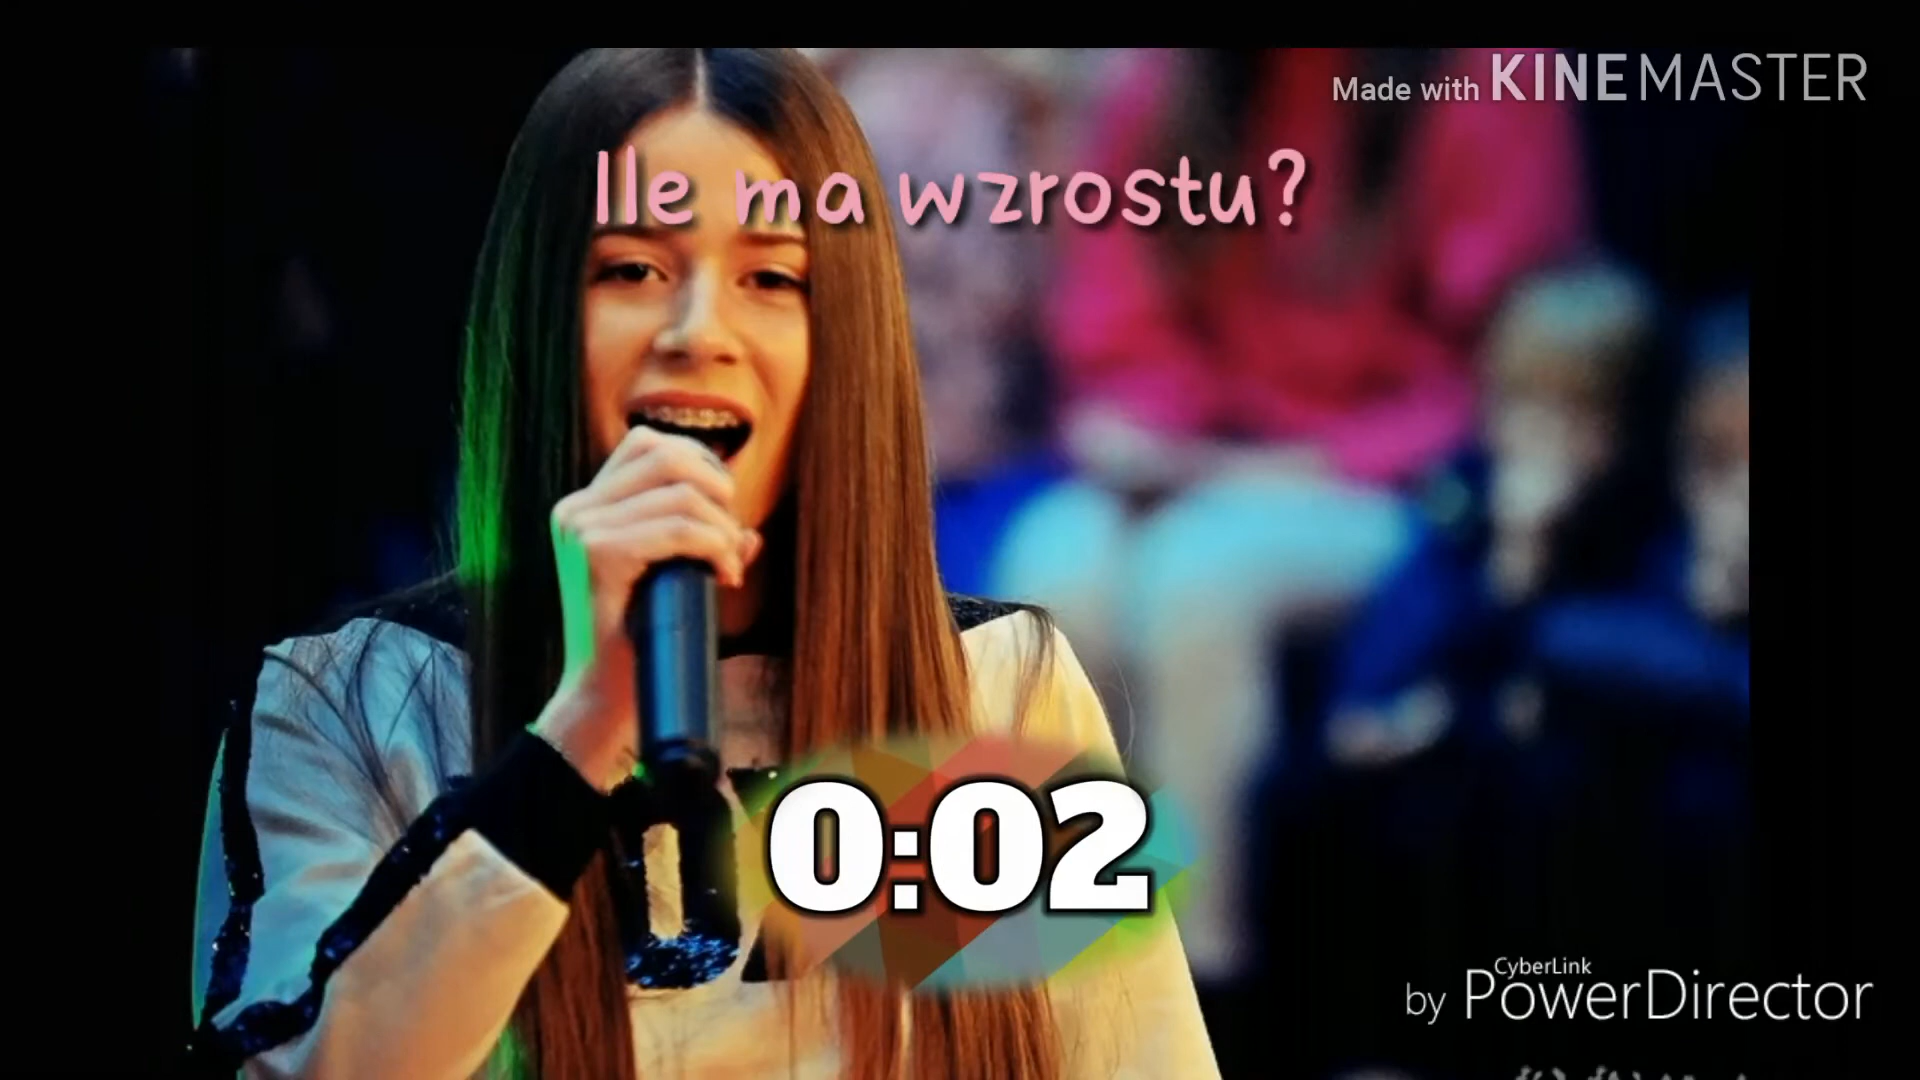 Made with KINEMASTER
Ile ma wzrostu?
0:02
CyberLink
by PowerDirector